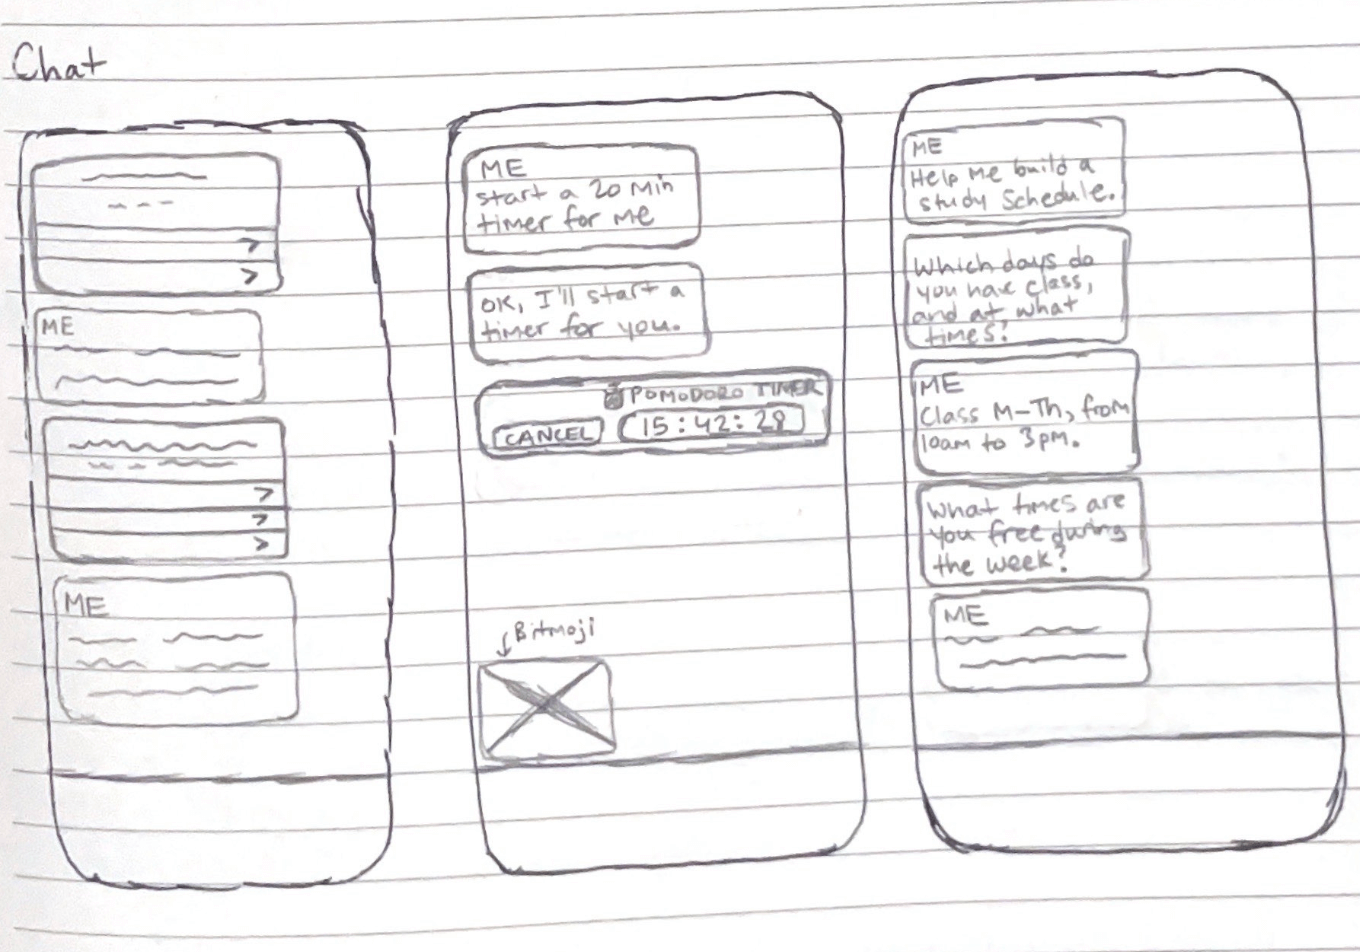 Chat
ME
ME
ME
start a 20 min
timer for me
OK, I'll start a
timer for you.
POMODORO TIMER
CANCEL
15:42:28
Bitmoji
ME
Help me build a
study schedule.
Which days do
you have class,
and at what
times?
ME
Class M-Th, from
10am to 3pm.
What times are
you free during
the week?
ME